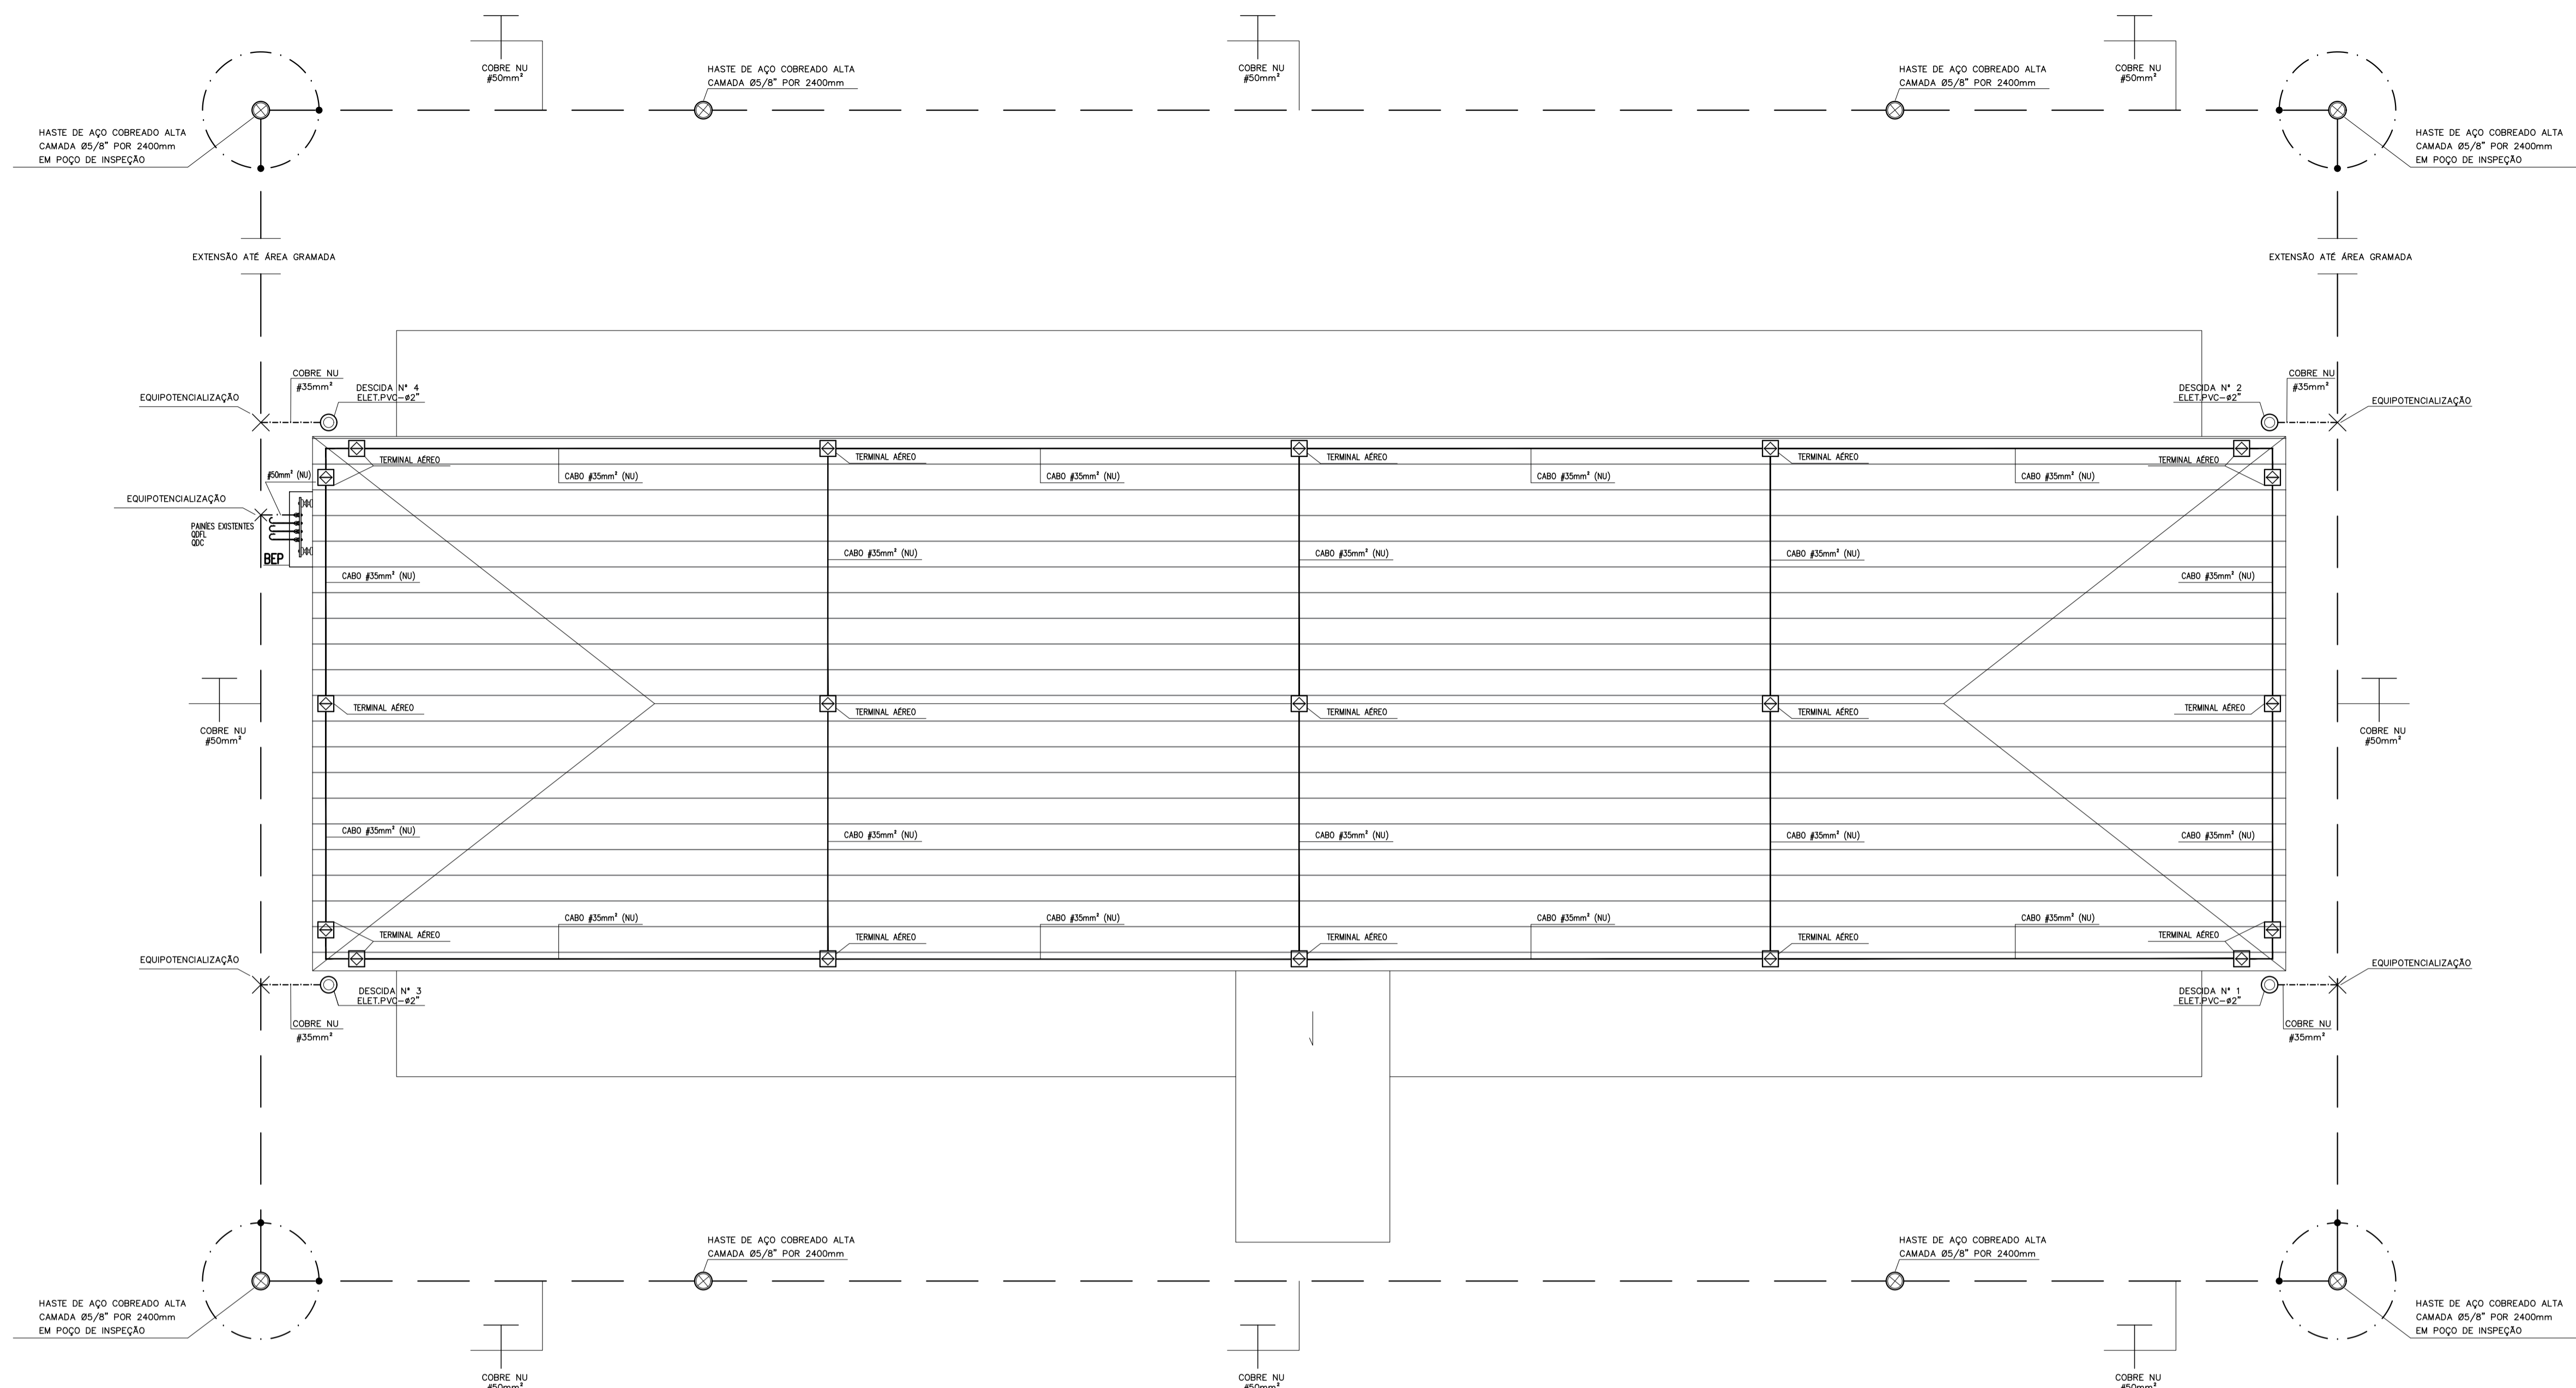 COBRE NU
#50mm²
COBRE NU
#50mm²
COBRE NU
#50mm²
HASTE DE AÇO COBREADO ALTA
CAMADA Ø5/8" POR 2400mm
HASTE DE AÇO COBREADO ALTA
CAMADA Ø5/8" POR 2400mm
HASTE DE AÇO COBREADO ALTA
CAMADA Ø5/8" POR 2400mm
EM POÇO DE INSPEÇÃO
HASTE DE AÇO COBREADO ALTA
CAMADA Ø5/8" POR 2400mm
EM POÇO DE INSPEÇÃO
EXTENSÃO ATÉ ÁREA GRAMADA
EXTENSÃO ATÉ ÁREA GRAMADA
COBRE NU
#35mm²
DESCIDA N° 4
ELET.PVC-ø2"
EQUIPOTENCIALIZAÇÃO
DESCIDA N° 2
ELET.PVC-ø2"
COBRE NU
#35mm²
EQUIPOTENCIALIZAÇÃO
TERMINAL AÉREO
TERMINAL AÉREO
TERMINAL AÉREO
TERMINAL AÉREO
TERMINAL AÉREO
#50mm² (NU)
CABO #35mm² (NU)
CABO #35mm² (NU)
CABO #35mm² (NU)
CABO #35mm² (NU)
EQUIPOTENCIALIZAÇÃO
PAINÍES EXISTENTES
QDFL
QDC
BEP
CABO #35mm² (NU)
CABO #35mm² (NU)
CABO #35mm² (NU)
CABO #35mm² (NU)
CABO #35mm² (NU)
TERMINAL AÉREO
TERMINAL AÉREO
TERMINAL AÉREO
TERMINAL AÉREO
TERMINAL AÉREO
COBRE NU
#50mm²
COBRE NU
#50mm²
CABO #35mm² (NU)
CABO #35mm² (NU)
CABO #35mm² (NU)
CABO #35mm² (NU)
CABO #35mm² (NU)
CABO #35mm² (NU)
CABO #35mm² (NU)
CABO #35mm² (NU)
CABO #35mm² (NU)
TERMINAL AÉREO
TERMINAL AÉREO
TERMINAL AÉREO
TERMINAL AÉREO
TERMINAL AÉREO
EQUIPOTENCIALIZAÇÃO
EQUIPOTENCIALIZAÇÃO
DESCIDA N° 3
ELET.PVC-ø2"
COBRE NU
#35mm²
DESCIDA N° 1
ELET.PVC-ø2"
COBRE NU
#35mm²
HASTE DE AÇO COBREADO ALTA
CAMADA Ø5/8" POR 2400mm
HASTE DE AÇO COBREADO ALTA
CAMADA Ø5/8" POR 2400mm
HASTE DE AÇO COBREADO ALTA
CAMADA Ø5/8" POR 2400mm
EM POÇO DE INSPEÇÃO
HASTE DE AÇO COBREADO ALTA
CAMADA Ø5/8" POR 2400mm
EM POÇO DE INSPEÇÃO
COBRE NU
#50mm²
COBRE NU
#50mm²
COBRE NU
#50mm²